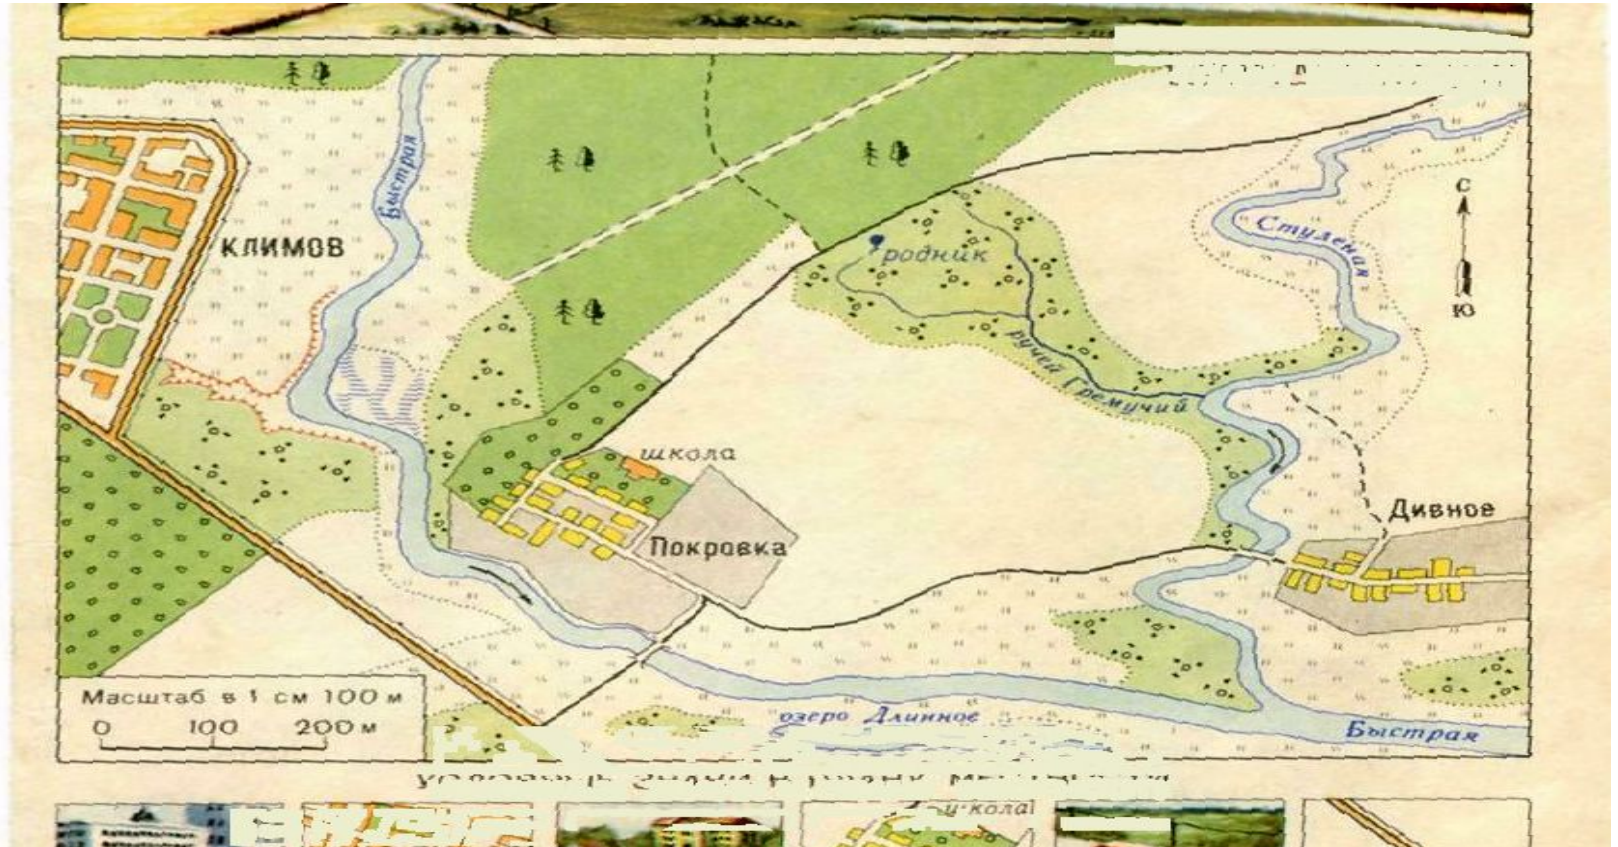 Быстрая
КЛИМОВ
родник
Студеная
С
Ю
ручей Гремучий
школа
Покровка
Дивное
Масштаб в 1 см 100 м
0 100 200 м
озеро Длинное
Быстрая
школа